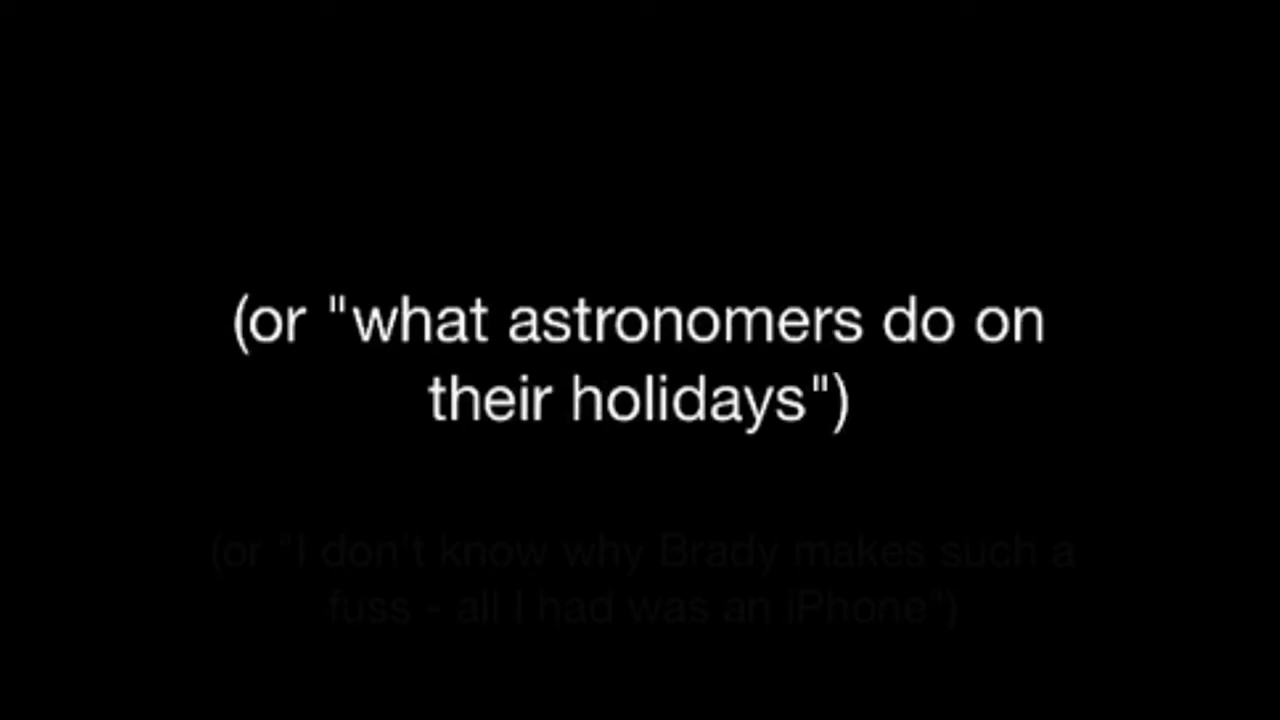 (or "what astronomers do on
their holidays")
(or "I don't know why Brady makes such a
fuss - all I had was an iPhone")